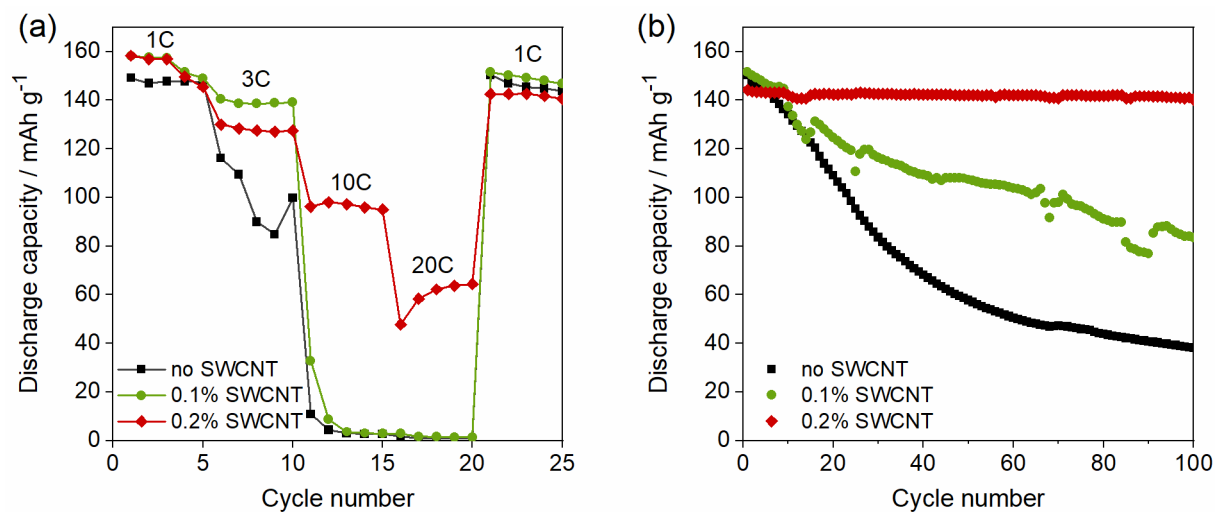 (a)
Discharge capacity / mAh g⁻¹
160
140
120
100
80
60
40
20
0
1C
3C
10C
20C
1C
no SWCNT
0.1% SWCNT
0.2% SWCNT
0 5 10 15 20 25
Cycle number
(b)
Discharge capacity / mAh g⁻¹
160
140
120
100
80
60
40
20
0
no SWCNT
0.1% SWCNT
0.2% SWCNT
0 20 40 60 80 100
Cycle number